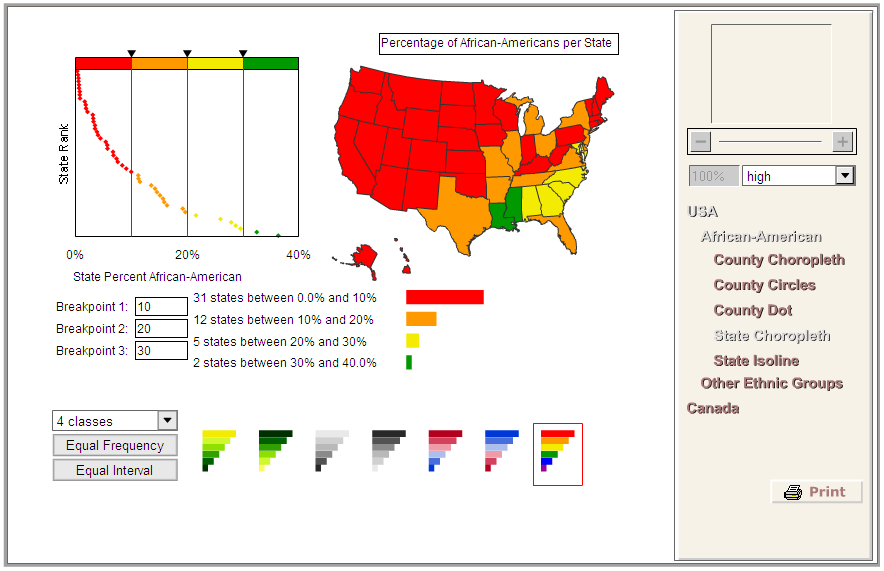 Percentage of African-Americans per State
State Rank
0%
20%
40%
State Percent African-American
Breakpoint 1: 10
Breakpoint 2: 20
Breakpoint 3: 30
31 states between 0.0% and 10%
12 states between 10% and 20%
5 states between 20% and 30%
2 states between 30% and 40.0%
4 classes
Equal Frequency
Equal Interval
100%
high
USA
African-American
County Choropleth
County Circles
County Dot
State Choropleth
State Isoline
Other Ethnic Groups
Canada
Print